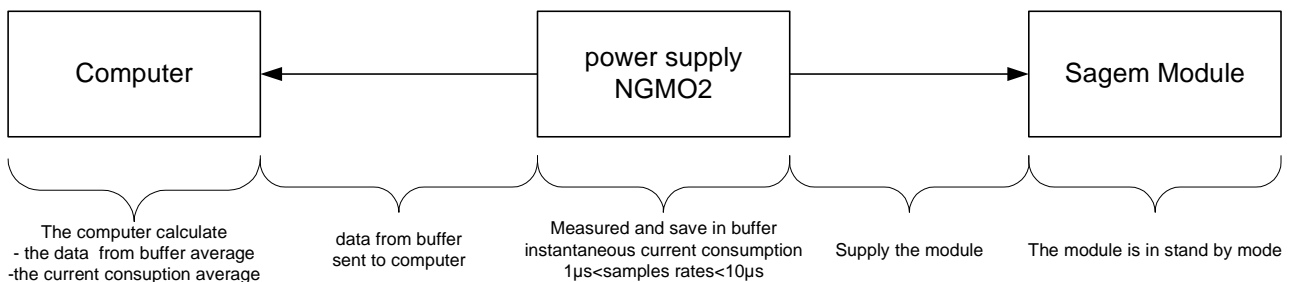 Computer
power supply
NGMO2
Sagem Module
The computer calculate
- the data from buffer average
-the current consuption average
data from buffer
sent to computer
Measured and save in buffer
instantaneous current consumption
1µs<samples rates<10µs
Supply the module
The module is in stand by mode